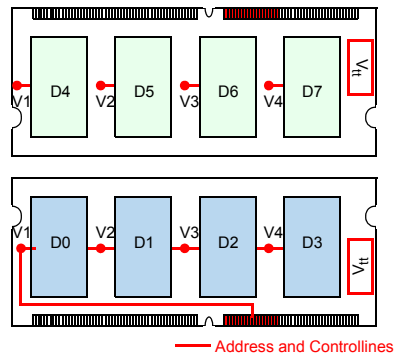 D4 D5 D6 D7 Vtt
V1 V2 V3 V4
V1 V2 V3 V4
D0 D1 D2 D3
Vtt
Address and Controllines